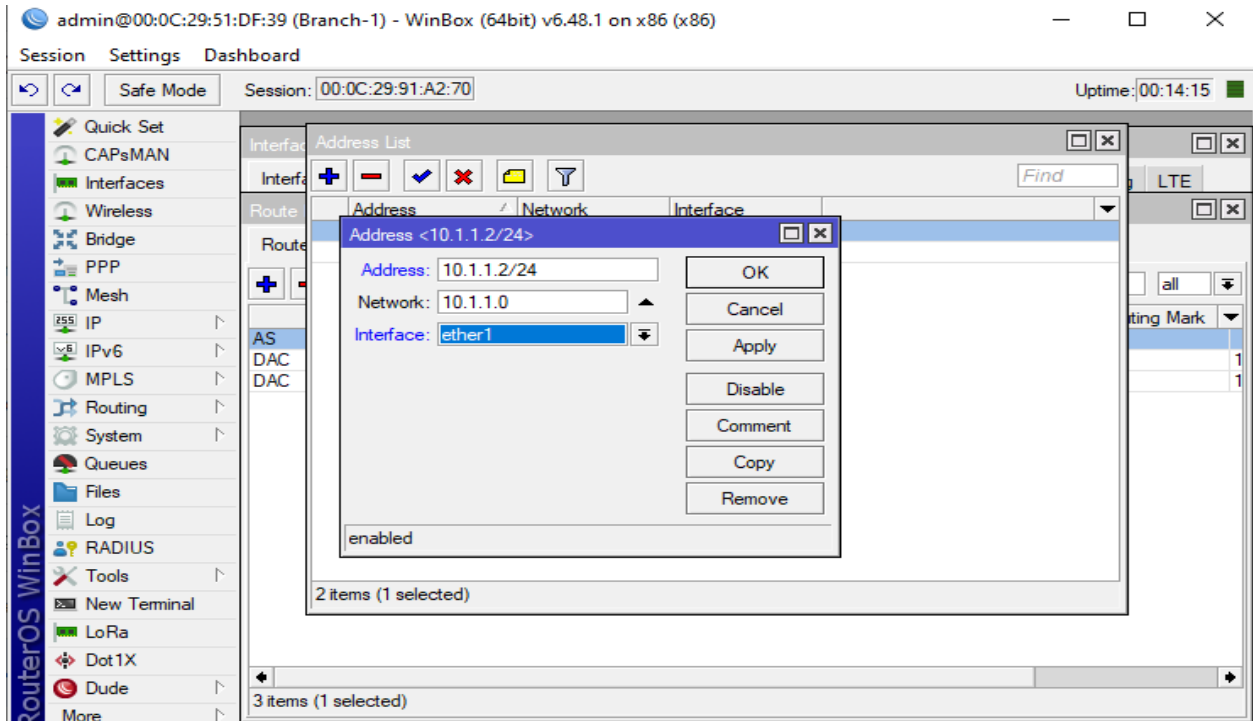 admin@00:0C:29:51:DF:39 (Branch-1) - WinBox (64bit) v6.48.1 on x86 (x86)
Session Settings Dashboard
Safe Mode Session: 00:0C:29:91:A2:70 Uptime: 00:14:15
Quick Set
CAPsMAN
Interfaces
Wireless
Bridge
PPP
Mesh
IP
IPv6
MPLS
Routing
System
Queues
Files
Log
RADIUS
Tools
New Terminal
LoRa
Dot1X
Dude
More
RouterOS WinBox
Address List
Find
LTE
Address Network Interface
Route
Route
all
AS
DAC
DAC
1
1
Address <10.1.1.2/24>
Address: 10.1.1.2/24
Network: 10.1.1.0
Interface: ether1
OK
Cancel
Apply
Disable
Comment
Copy
Remove
enabled
2 items (1 selected)
3 items (1 selected)